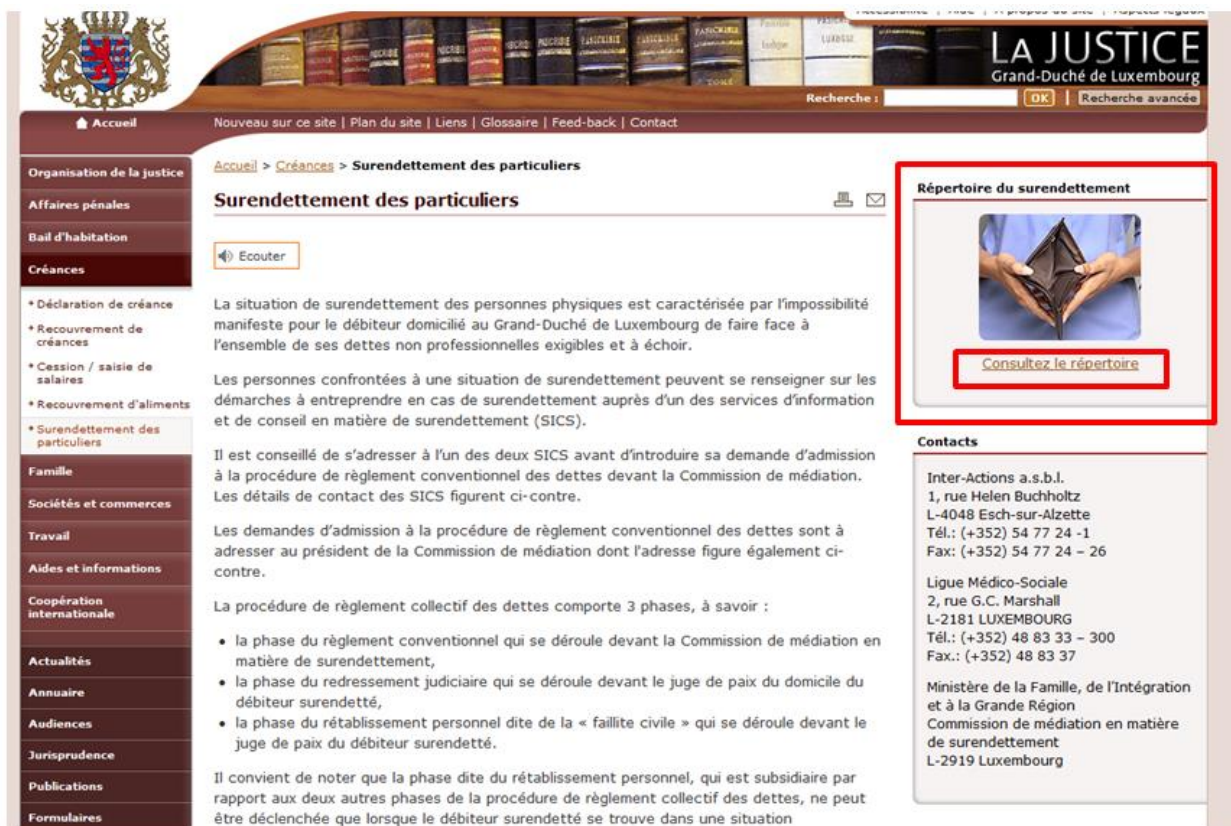 Accessibilité | Aide | A propos du site | Aspects légaux
LA JUSTICE
Grand-Duché de Luxembourg
Recherche :
OK | Recherche avancée
Accueil
Nouveau sur ce site | Plan du site | Liens | Glossaire | Feed-back | Contact
Organisation de la justice
Affaires pénales
Bail d'habitation
Créances
Déclaration de créance
Recouvrement de
créances
Cession / saisie de
salaires
Recouvrement d'aliments
Surendettement des
particuliers
Famille
Sociétés et commerces
Travail
Aides et informations
Coopération
internationale
Actualités
Annuaire
Audiences
Jurisprudence
Publications
Formulaires
Accueil > Créances > Surendettement des particuliers
Surendettement des particuliers
Ecouter
La situation de surendettement des personnes physiques est caractérisée par l'impossibilité
manifeste pour le débiteur domicilié au Grand-Duché de Luxembourg de faire face à
l'ensemble de ses dettes non professionnelles exigibles et à échoir.
Les personnes confrontées à une situation de surendettement peuvent se renseigner sur les
démarches à entreprendre en cas de surendettement auprès d'un des services d'information
et de conseil en matière de surendettement (SICS).
Il est conseillé de s'adresser à l'un des deux SICS avant d'introduire sa demande d'admission
à la procédure de règlement conventionnel des dettes devant la Commission de médiation.
Les détails de contact des SICS figurent ci-contre.
Les demandes d'admission à la procédure de règlement conventionnel des dettes sont à
adresser au président de la Commission de médiation dont l'adresse figure également ci-
contre.
La procédure de règlement collectif des dettes comporte 3 phases, à savoir :
• la phase du règlement conventionnel qui se déroule devant la Commission de médiation en
matière de surendettement,
• la phase du redressement judiciaire qui se déroule devant le juge de paix du domicile du
débiteur surendetté,
• la phase du rétablissement personnel dite de la « faillite civile » qui se déroule devant le
juge de paix du débiteur surendetté.
Il convient de noter que la phase dite du rétablissement personnel, qui est subsidiaire par
rapport aux deux autres phases de la procédure de règlement collectif des dettes, ne peut
être déclenchée que lorsque le débiteur surendetté se trouve dans une situation
Répertoire du surendettement
Consultez le répertoire
Contacts
Inter-Actions a.s.b.l.
1, rue Helen Buchholtz
L-4048 Esch-sur-Alzette
Tél.: (+352) 54 77 24 -1
Fax: (+352) 54 77 24 – 26
Ligue Médico-Sociale
2, rue G.C. Marshall
L-2181 LUXEMBOURG
Tél.: (+352) 48 83 33 – 300
Fax.: (+352) 48 83 37
Ministère de la Famille, de l'Intégration
et à la Grande Région
Commission de médiation en matière
de surendettement
L-2919 Luxembourg